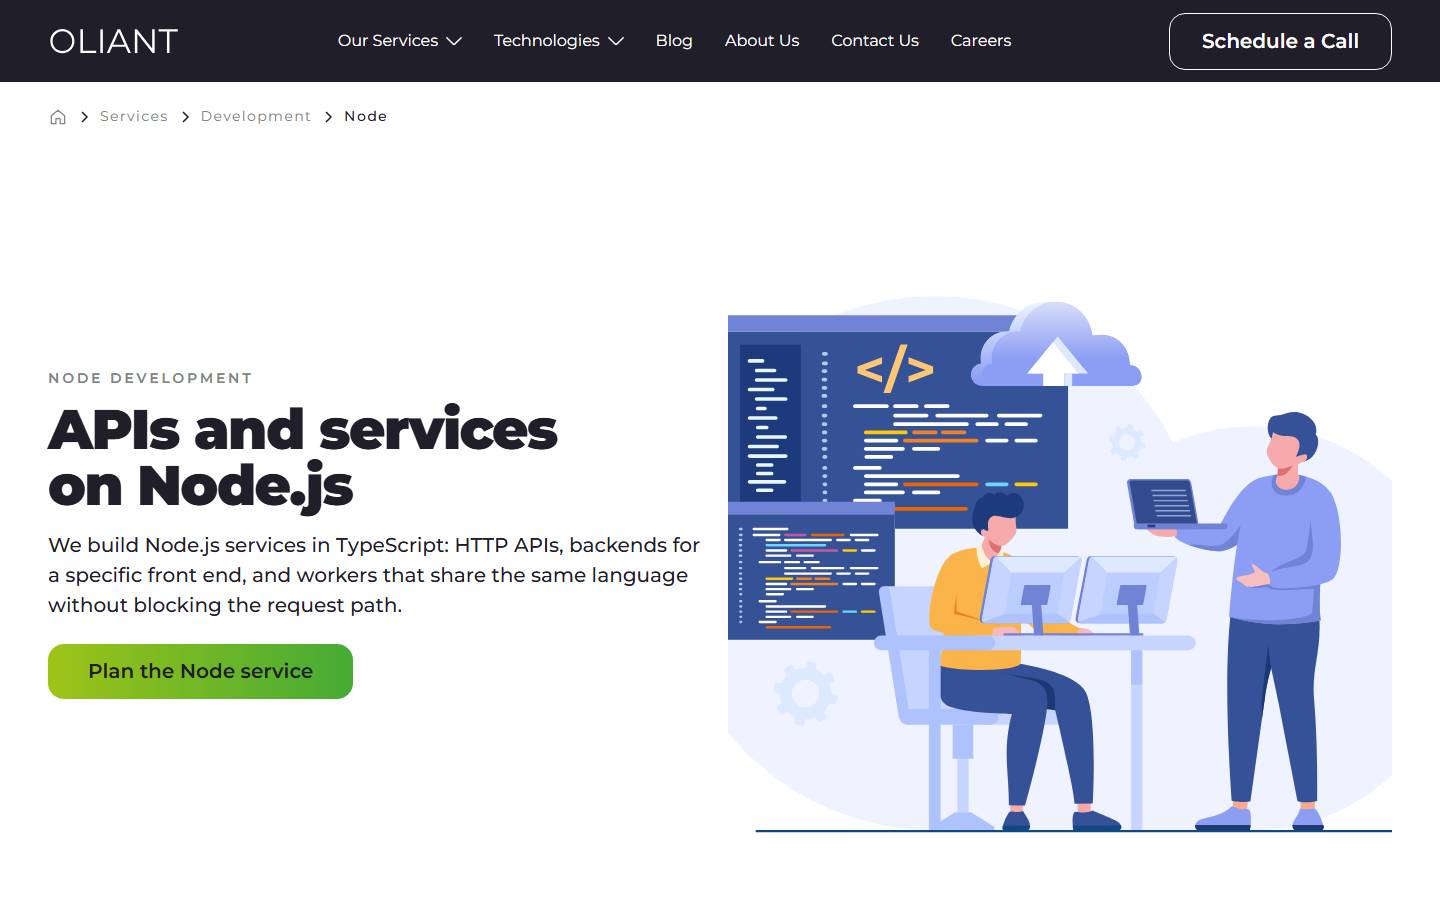 OLIANT
Our Services
Technologies
Blog
About Us
Contact Us
Careers
Schedule a Call
Services
Development
Node
NODE DEVELOPMENT
APIs and services
on Node.js
We build Node.js services in TypeScript: HTTP APIs, backends for
a specific front end, and workers that share the same language
without blocking the request path.
Plan the Node service
</>